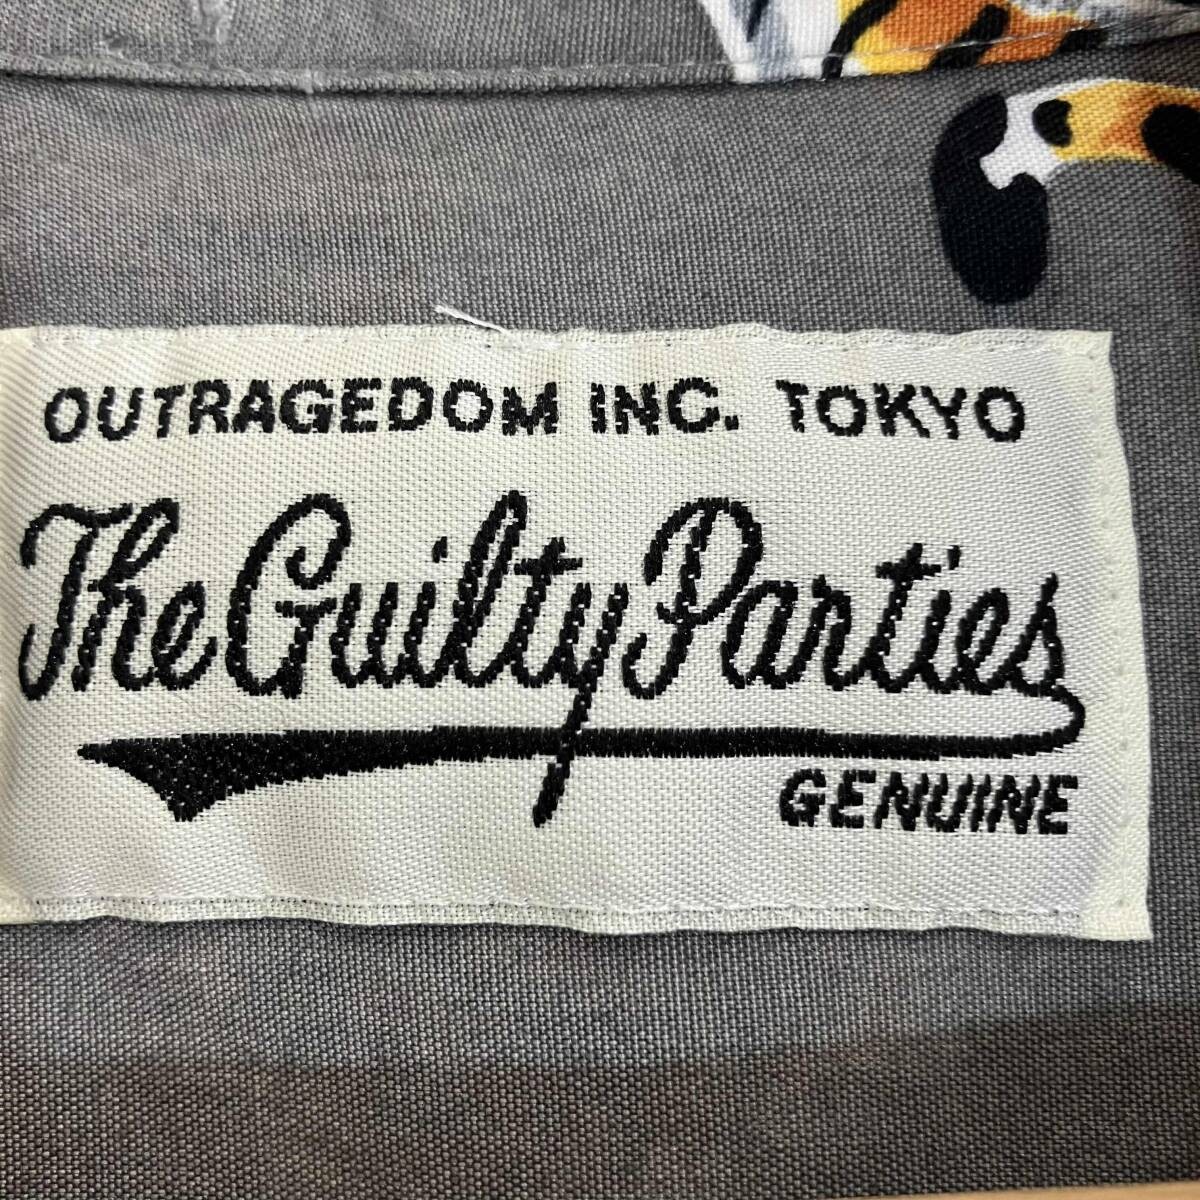 OUTRAGEDOM INC. TOKYO
The Guilty Parties
GENUINE